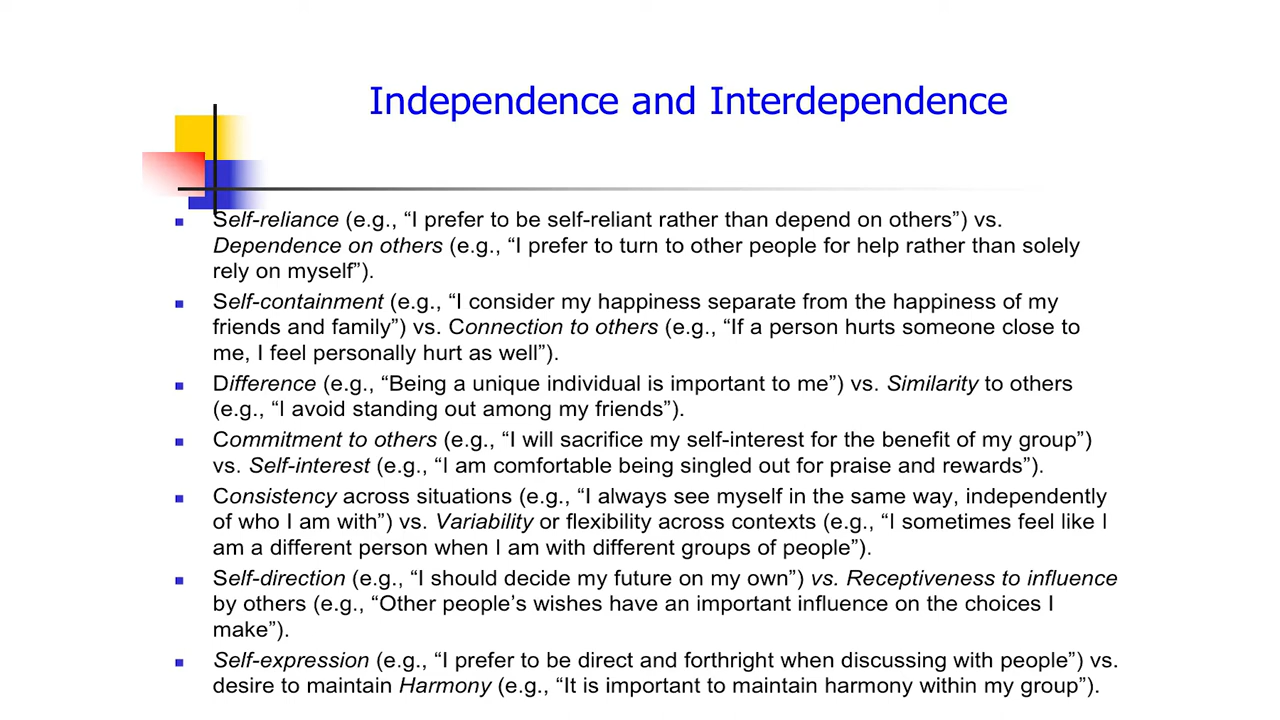 Independence and Interdependence
Self-reliance (e.g., “I prefer to be self-reliant rather than depend on others”) vs.
Dependence on others (e.g., “I prefer to turn to other people for help rather than solely
rely on myself”).
Self-containment (e.g., “I consider my happiness separate from the happiness of my
friends and family”) vs. Connection to others (e.g., “If a person hurts someone close to
me, I feel personally hurt as well”).
Difference (e.g., “Being a unique individual is important to me”) vs. Similarity to others
(e.g., “I avoid standing out among my friends”).
Commitment to others (e.g., “I will sacrifice my self-interest for the benefit of my group”)
vs. Self-interest (e.g., “I am comfortable being singled out for praise and rewards”).
Consistency across situations (e.g., “I always see myself in the same way, independently
of who I am with”) vs. Variability or flexibility across contexts (e.g., “I sometimes feel like I
am a different person when I am with different groups of people”).
Self-direction (e.g., “I should decide my future on my own”) vs. Receptiveness to influence
by others (e.g., “Other people’s wishes have an important influence on the choices I
make”).
Self-expression (e.g., “I prefer to be direct and forthright when discussing with people”) vs.
desire to maintain Harmony (e.g., “It is important to maintain harmony within my group”).